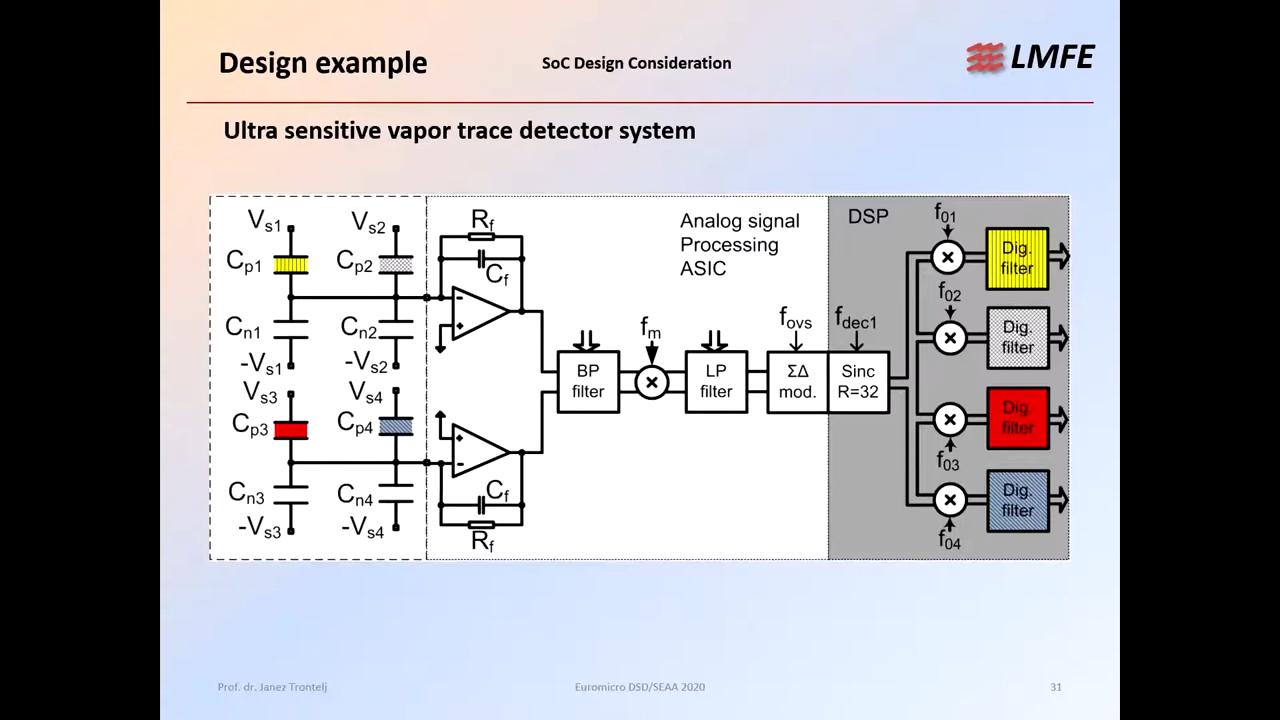 Design example
SoC Design Consideration
LMFE
Ultra sensitive vapor trace detector system
Vs1
Vs2
Cp1
Cp2
Cn1
Cn2
-Vs1
-Vs2
Vs3
Vs4
Cp3
Cp4
Cn3
Cn4
-Vs3
-Vs4
Rf
Cf
Cf
Rf
Analog signal
Processing
ASIC
BP
filter
fm
LP
filter
fovs
ΣΔ
mod.
DSP
fdec1
Sinc
R=32
f01
Dig.
filter
f02
Dig.
filter
f03
Dig.
filter
f04
Dig.
filter
Prof. dr. Janez Trontelj
Euromicro DSD/SEAA 2020
31